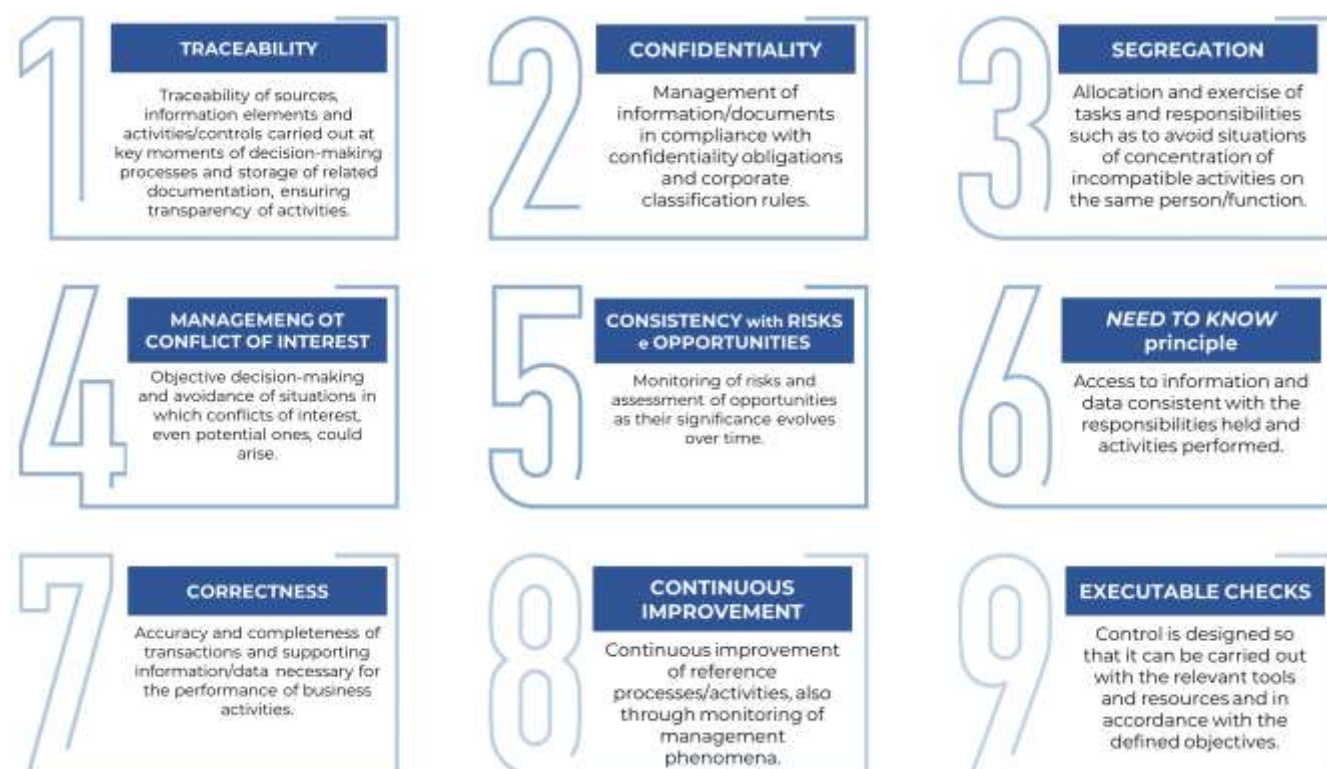 1
TRACEABILITY
Traceability of sources,
information elements and
activities/controls carried out at
key moments of decision-making
processes and storage of related
documentation, ensuring
transparency of activities.
2
CONFIDENTIALITY
Management of
information/documents
in compliance with
confidentiality obligations
and corporate
classification rules.
3
SEGREGATION
Allocation and exercise of
tasks and responsibilities
such as to avoid situations
of concentration of
incompatible activities on
the same person/function.
4
MANAGEMENG OT
CONFLICT OF INTEREST
Objective decision-making
and avoidance of situations in
which conflicts of interest,
even potential ones, could
arise.
5
CONSISTENCY with RISKS
e OPPORTUNITIES
Monitoring of risks and
assessment of opportunities
as their significance evolves
over time.
6
NEED TO KNOW
principle
Access to information and
data consistent with the
responsibilities held and
activities performed.
7
CORRECTNESS
Accuracy and completeness of
transactions and supporting
information/data necessary for
the performance of business
activities.
8
CONTINUOUS
IMPROVEMENT
Continuous improvement
of reference
processes/activities, also
through monitoring of
management
phenomena.
9
EXECUTABLE CHECKS
Control is designed so
that it can be carried out
with the relevant tools
and resources and in
accordance with the
defined objectives.